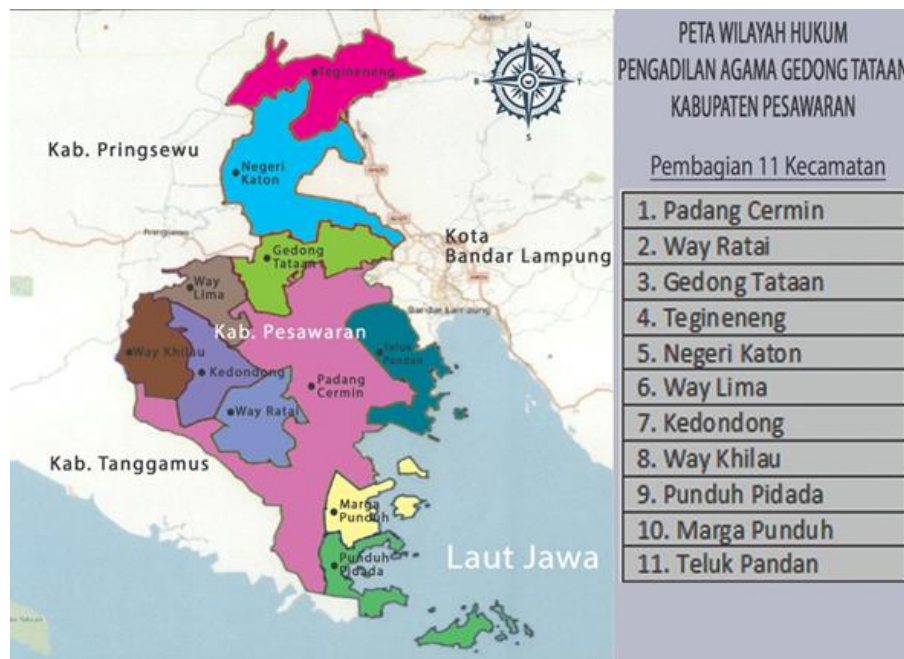 U
B
T
S
Tegineneng
Kab. Pringsewu
Negeri
Katon
Pringsewu
Kota
Bandar Lampung
Gedong
Tataan
Way
Lima
Bandar Lampung
Kab. Pesawaran
Way Khilau
Teluk
Pandan
Kedondong
Padang
Cermin
Way Ratai
Kab. Tanggamus
Marga
Punduh
Punduh
Pidada
Laut Jawa
PETA WILAYAH HUKUM
PENGADILAN AGAMA GEDONG TATAAN
KABUPATEN PESAWARAN
Pembagian 11 Kecamatan
1. Padang Cermin
2. Way Ratai
3. Gedong Tataan
4. Tegineneng
5. Negeri Katon
6. Way Lima
7. Kedondong
8. Way Khilau
9. Punduh Pidada
10. Marga Punduh
11. Teluk Pandan